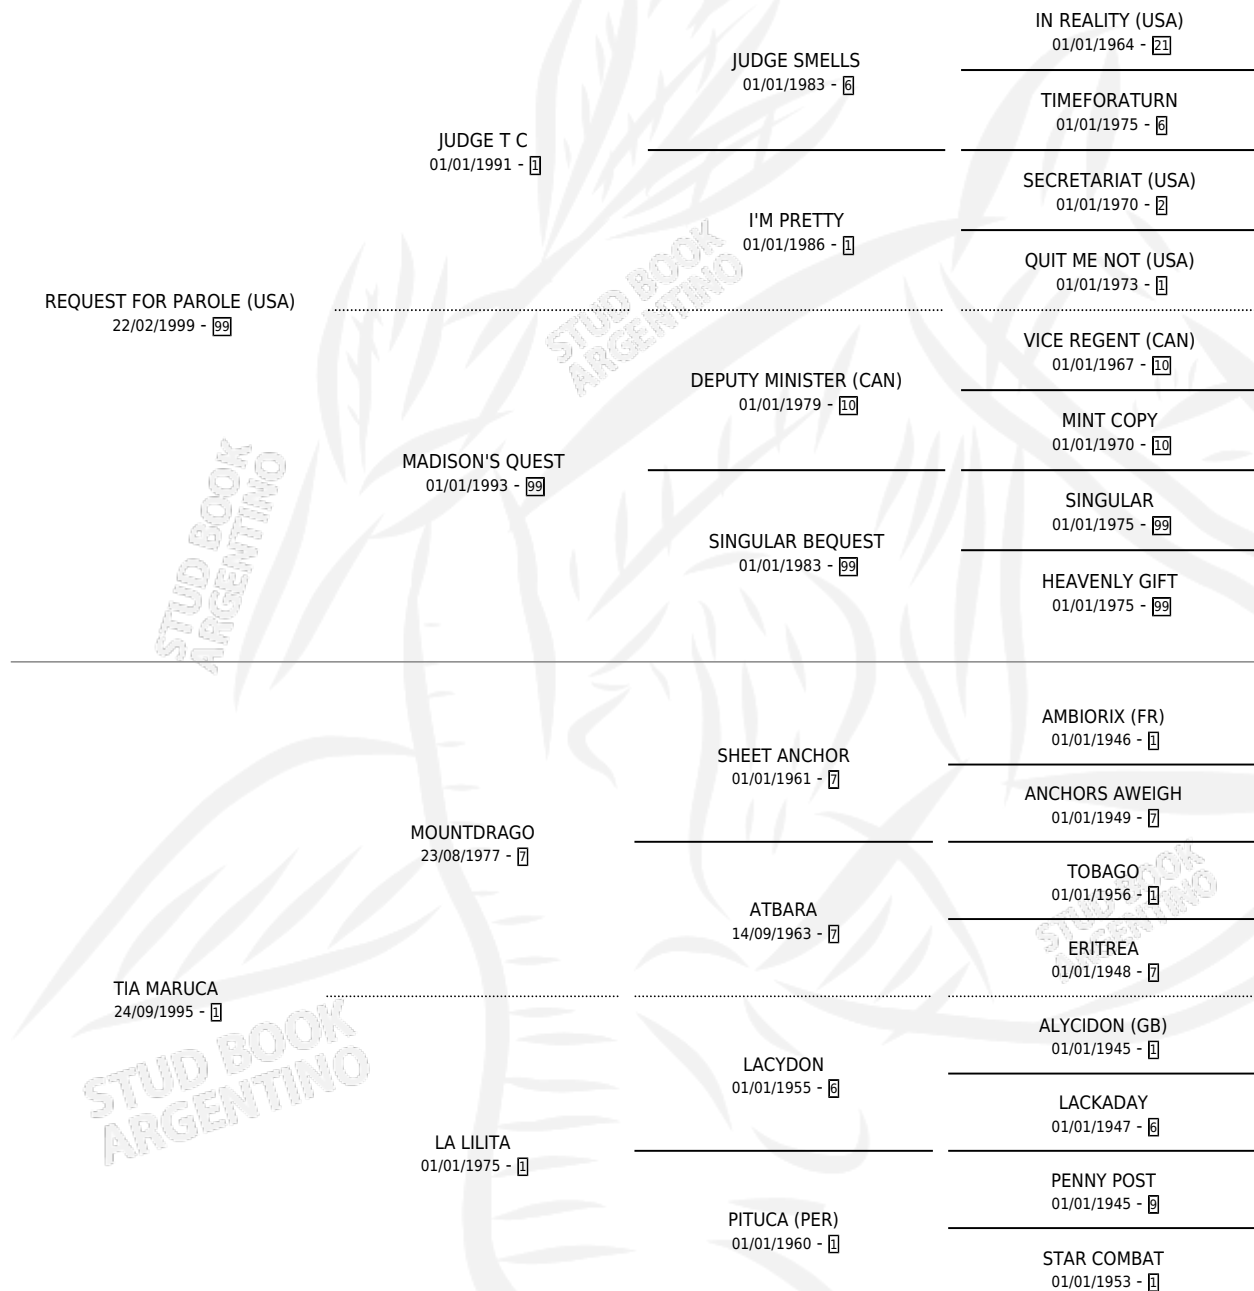 IN REALITY (USA)
01/01/1964 - 21
JUDGE SMELLS
01/01/1983 - 6
TIMEFORATURN
01/01/1975 - 6
JUDGE T C
01/01/1991 - 1
SECRETARIAT (USA)
01/01/1970 - 2
I'M PRETTY
01/01/1986 - 1
QUIT ME NOT (USA)
01/01/1973 - 1
REQUEST FOR PAROLE (USA)
22/02/1999 - 99
STUD BOOK
ARGENTINO
VICE REGENT (CAN)
01/01/1967 - 10
DEPUTY MINISTER (CAN)
01/01/1979 - 10
MINT COPY
01/01/1970 - 10
MADISON'S QUEST
01/01/1993 - 99
SINGULAR
01/01/1975 - 99
SINGULAR BEQUEST
01/01/1983 - 99
HEAVENLY GIFT
01/01/1975 - 99
STUD BOOK
ARGENTINO
AMBIORIX (FR)
01/01/1946 - 1
SHEET ANCHOR
01/01/1961 - 7
ANCHORS AWEIGH
01/01/1949 - 7
MOUNTDRAGO
23/08/1977 - 7
TOBAGO
01/01/1956 - 1
ATBARA
14/09/1963 - 7
ERITREA
01/01/1948 - 7
STUD BOOK
ARGENTINO
TIA MARUCA
24/09/1995 - 1
ALYCIDON (GB)
01/01/1945 - 1
LACYDON
01/01/1955 - 6
LACKADAY
01/01/1947 - 6
STUD BOOK
ARGENTINO
LA LILITA
01/01/1975 - 1
PENNY POST
01/01/1945 - 9
PITUCA (PER)
01/01/1960 - 1
STAR COMBAT
01/01/1953 - 1